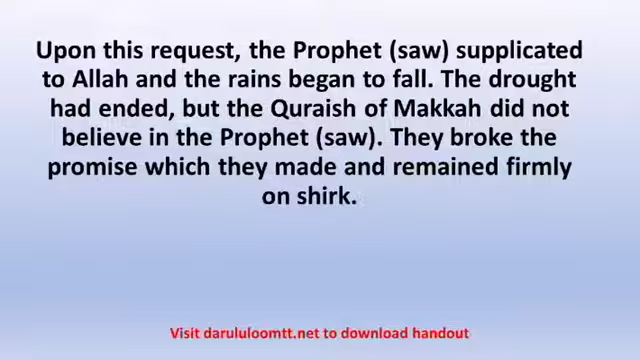 Upon this request, the Prophet (saw) supplicated
to Allah and the rains began to fall. The drought
had ended, but the Quraish of Makkah did not
believe in the Prophet (saw). They broke the
promise which they made and remained firmly
on shirk.
Visit darululoomtt.net to download handout